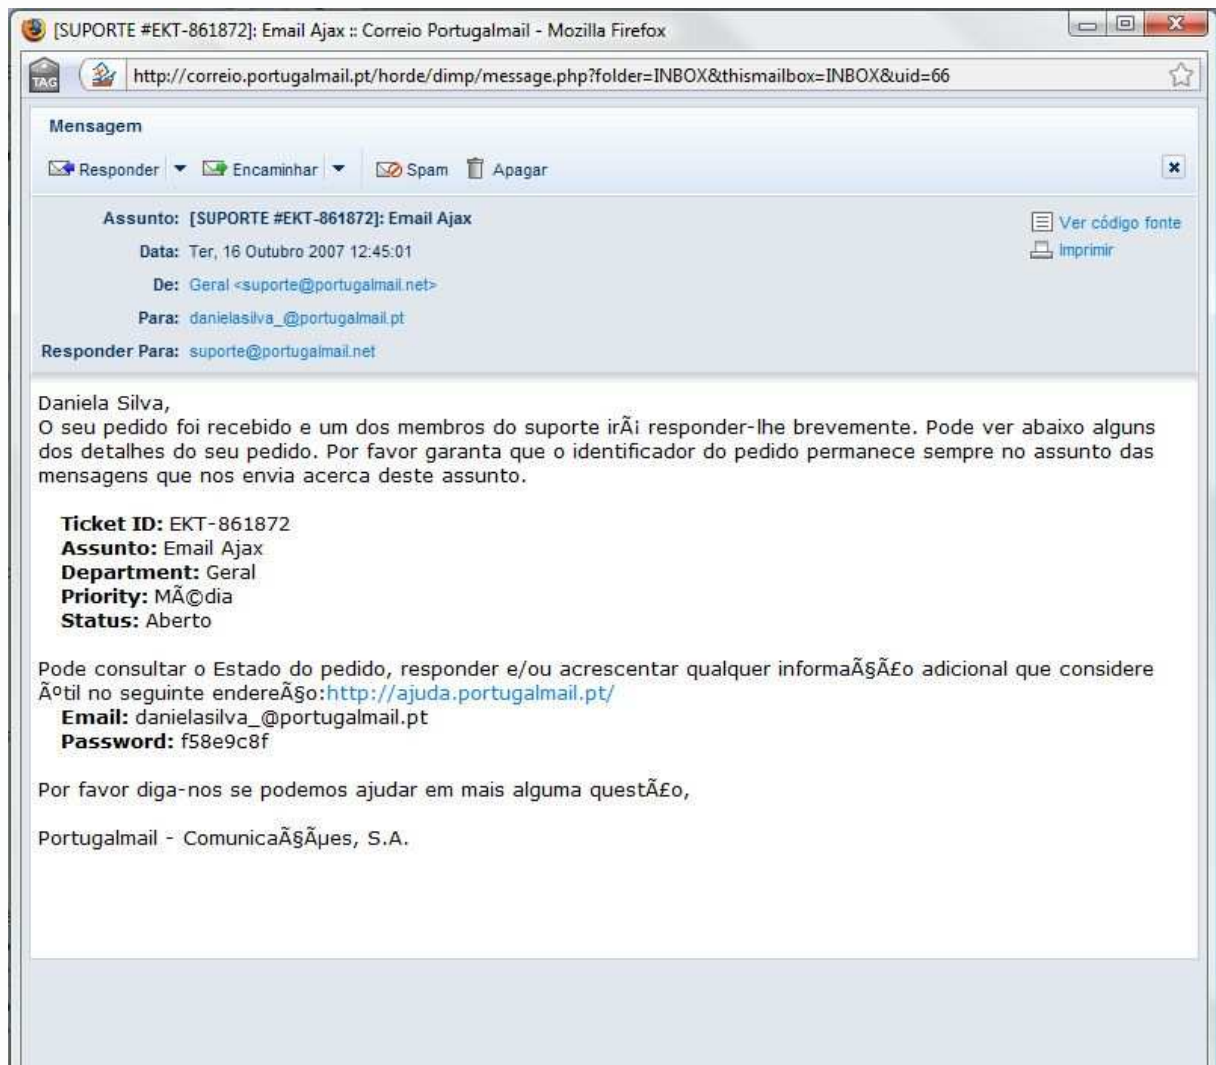 [SUPORTE #EKT-861872]: Email Ajax :: Correio Portugalmail - Mozilla Firefox
TAG http://correio.portugalmail.pt/horde/dimp/message.php?folder=INBOX&thismailbox=INBOX&uid=66
Mensagem
Responder Encaminhar Spam Apagar
Assunto: [SUPORTE #EKT-861872]: Email Ajax Ver código fonte
Data: Ter, 16 Outubro 2007 12:45:01 Imprimir
De: Geral <suporte@portugalmail.net>
Para: danielasilva_@portugalmail.pt
Responder Para: suporte@portugalmail.net
Daniela Silva,
O seu pedido foi recebido e um dos membros do suporte irÃ¡ responder-lhe brevemente. Pode ver abaixo alguns
dos detalhes do seu pedido. Por favor garanta que o identificador do pedido permanece sempre no assunto das
mensagens que nos envia acerca deste assunto.
Ticket ID: EKT-861872
Assunto: Email Ajax
Department: Geral
Priority: MÃ©dia
Status: Aberto
Pode consultar o Estado do pedido, responder e/ou acrescentar qualquer informaÃ§Ã£o adicional que considere
Ãºtil no seguinte endereÃ§o:http://ajuda.portugalmail.pt/
Email: danielasilva_@portugalmail.pt
Password: f58e9c8f
Por favor diga-nos se podemos ajudar em mais alguma questÃ£o,
Portugalmail - ComunicaÃ§Ãµes, S.A.